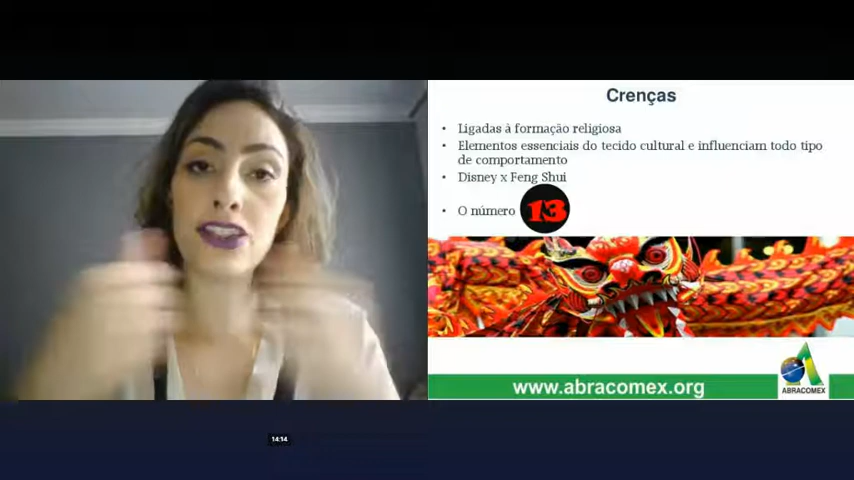 Crenças
• Ligadas à formação religiosa
• Elementos essenciais do tecido cultural e influenciam todo tipo
de comportamento
• Disney x Feng Shui
• O número 13
www.abracomex.org
ABRACOMEX
14:14